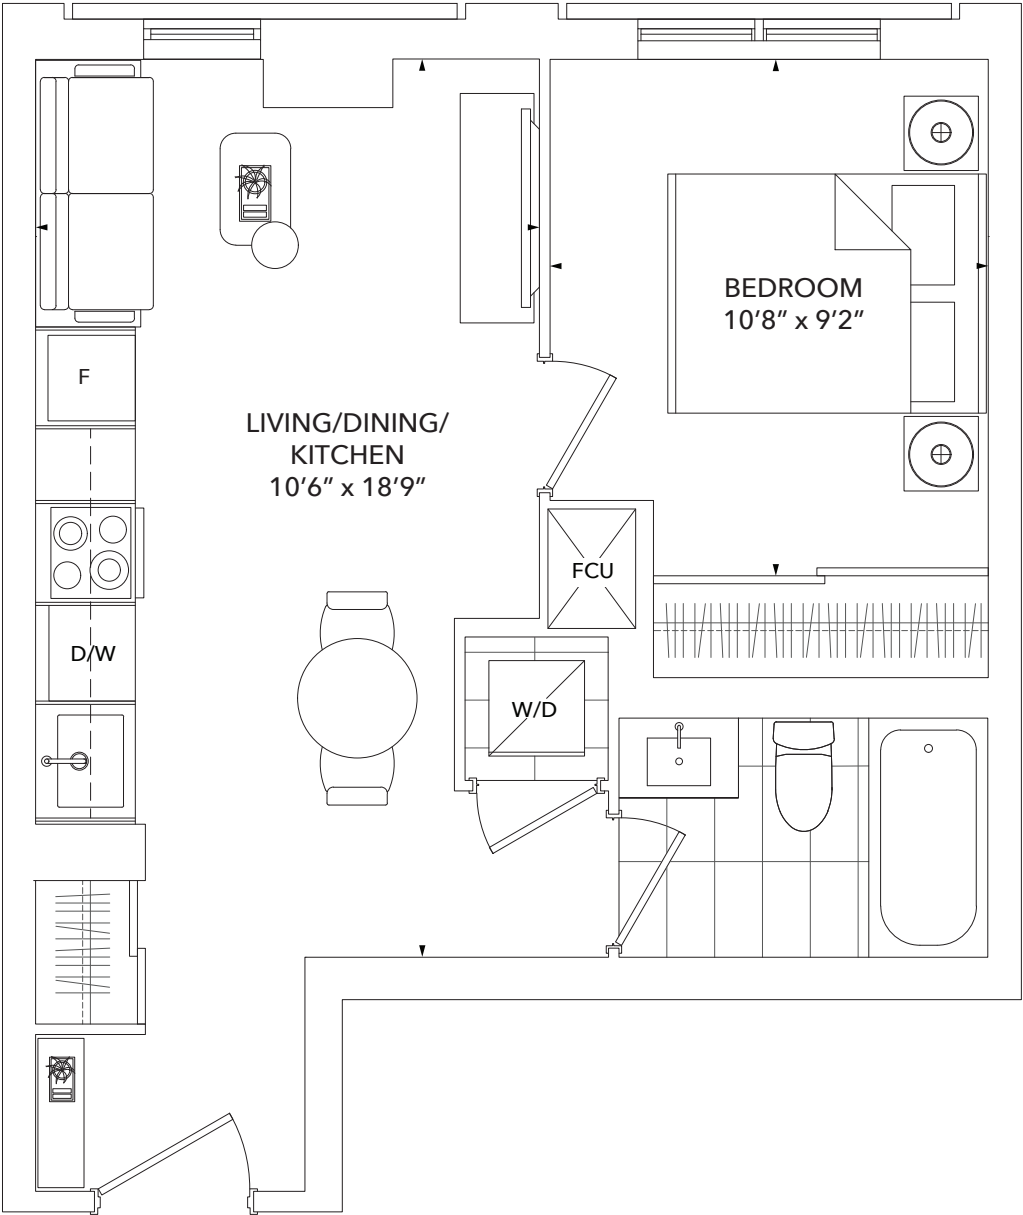 BEDROOM
10’8” x 9’2”
F
LIVING/DINING/
KITCHEN
10’6” x 18’9”
FCU
D/W
W/D